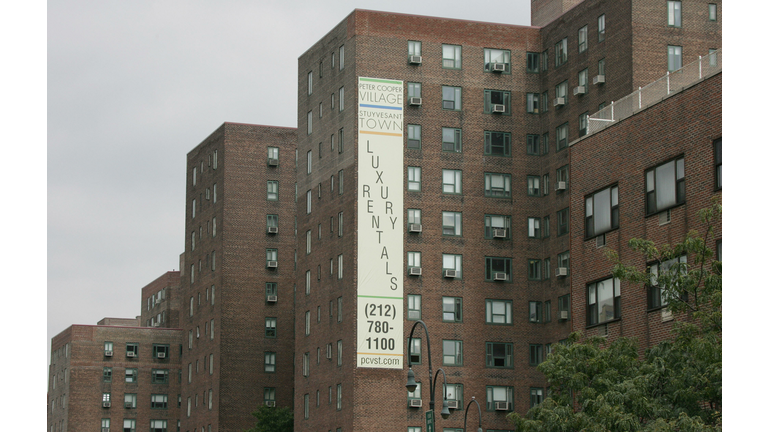 PETER COOPER
VILLAGE
STUYVESANT
TOWN
LUXURY
RENTALS
(212)
780-
1100
pcvst.com